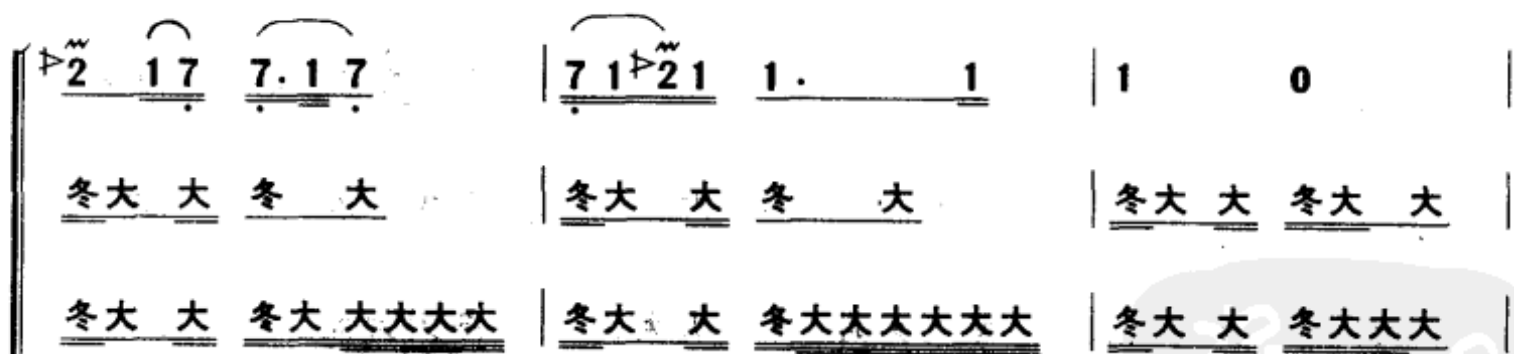 2 1 7 7. 1 7 | 7 1 2 1 1. 1 | 1 0 |
冬大 大 冬 大 | 冬大 大 冬 大 | 冬大 大 冬大 大 |
冬大 大 冬大 大大大大 | 冬大 大 冬大大大大大大 | 冬大 大 冬大大大 |